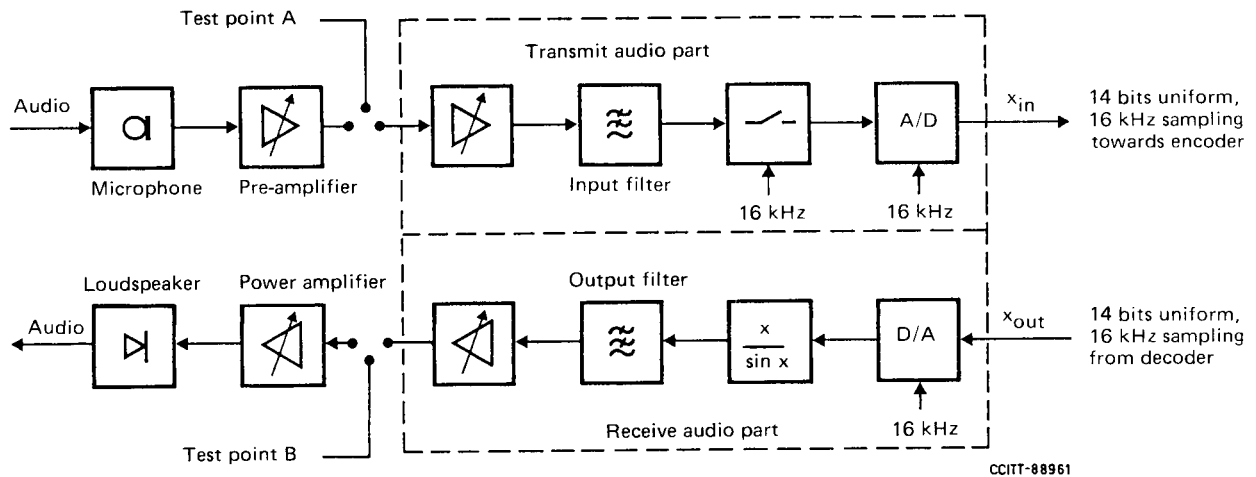 Test point A
Transmit audio part
Audio
Microphone
Pre-amplifier
Input filter
16 kHz
A/D
16 kHz
xin
14 bits uniform,
16 kHz sampling
towards encoder
Loudspeaker
Power amplifier
Output filter
Audio
x
sin x
D/A
16 kHz
xout
14 bits uniform,
16 kHz sampling
from decoder
Test point B
Receive audio part
CCITT-88961